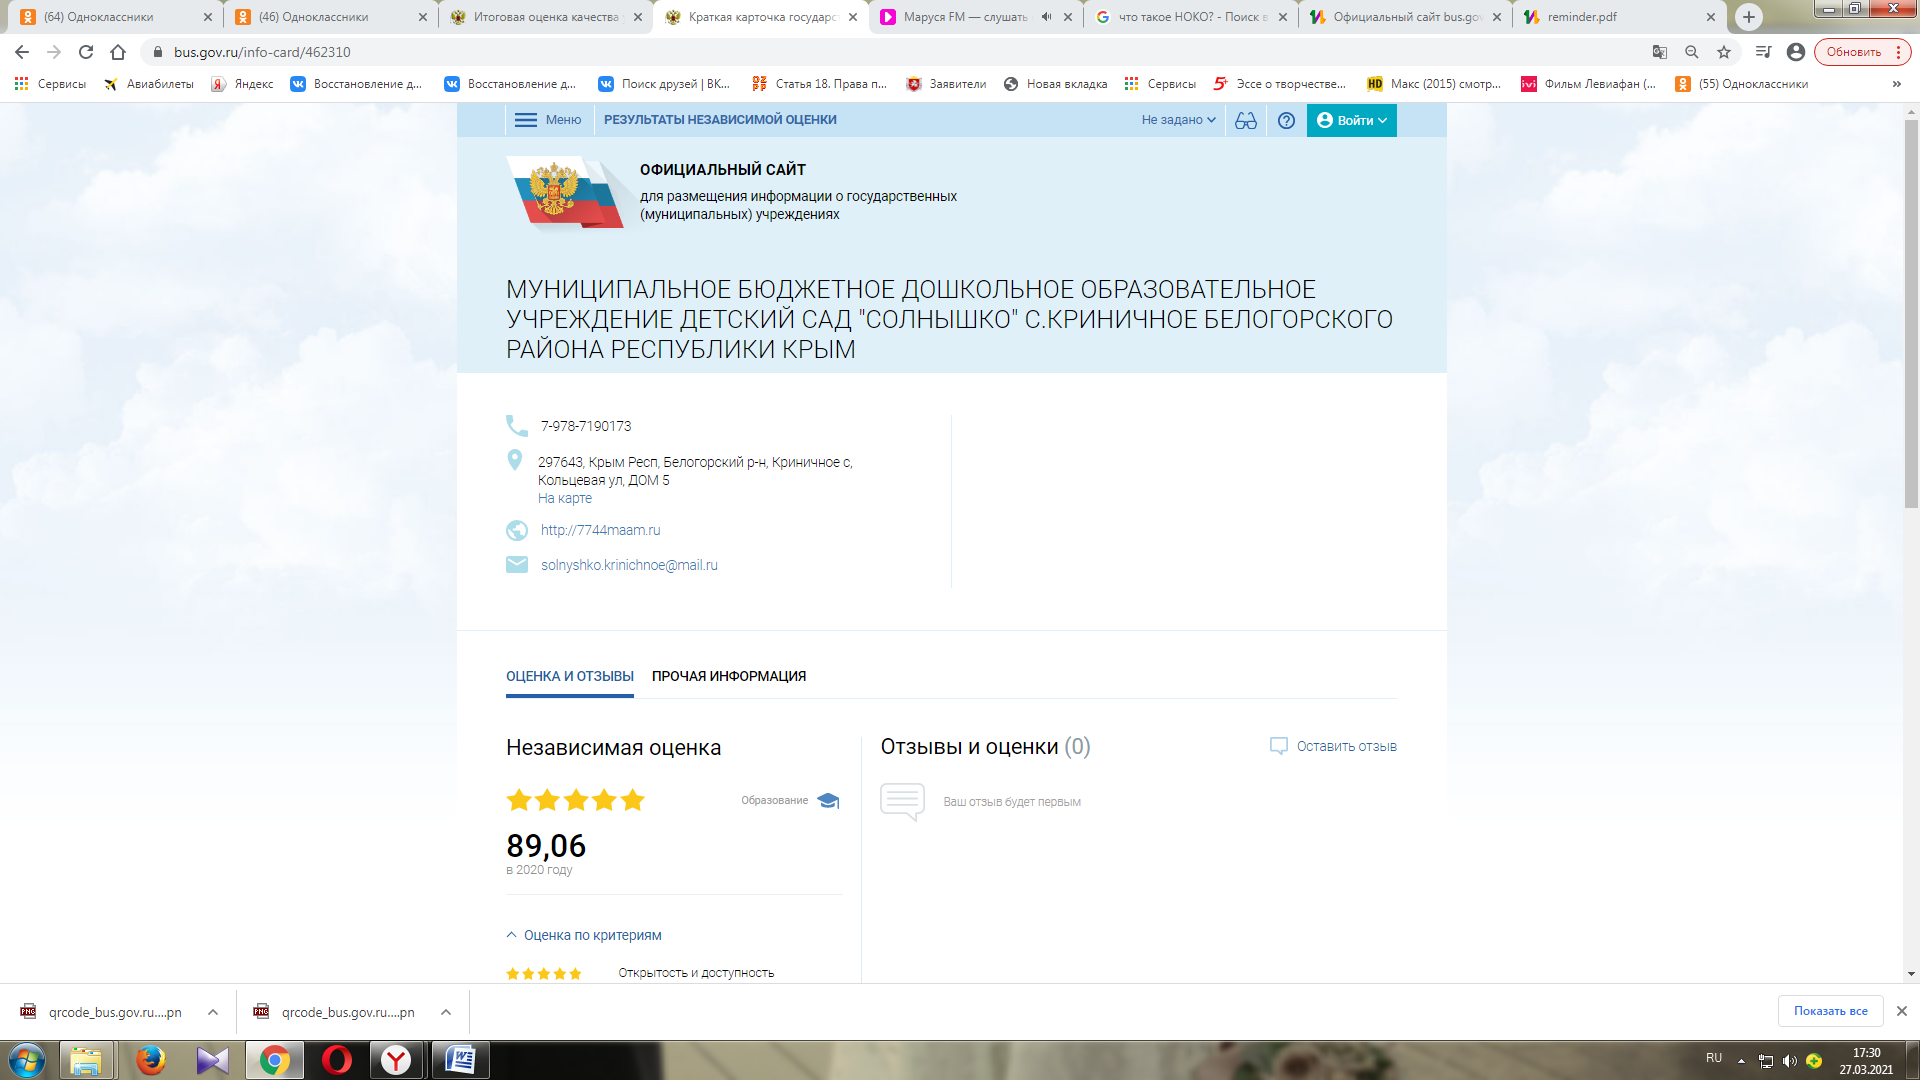 (64) Одноклассники
(46) Одноклассники
Итоговая оценка качества
Краткая карточка государс
Маруся FM — слушать
что такое НОКО? - Поиск в
Официальный сайт bus.gov
reminder.pdf
bus.gov.ru/info-card/462310
Обновить
Сервисы
Авиабилеты
Яндекс
Восстановление д...
Восстановление д...
Поиск друзей | ВК...
Статья 18. Права п...
Заявители
Новая вкладка
Сервисы
Эссе о творчестве...
Макс (2015) смотр...
Фильм Левиафан (...
(55) Одноклассники
Меню
РЕЗУЛЬТАТЫ НЕЗАВИСИМОЙ ОЦЕНКИ
Не задано
Войти
ОФИЦИАЛЬНЫЙ САЙТ
для размещения информации о государственных
(муниципальных) учреждениях
МУНИЦИПАЛЬНОЕ БЮДЖЕТНОЕ ДОШКОЛЬНОЕ ОБРАЗОВАТЕЛЬНОЕ
УЧРЕЖДЕНИЕ ДЕТСКИЙ САД "СОЛНЫШКО" С.КРИНИЧНОЕ БЕЛОГОРСКОГО
РАЙОНА РЕСПУБЛИКИ КРЫМ
7-978-7190173
297643, Крым Респ, Белогорский р-н, Криничное с,
Кольцевая ул, ДОМ 5
На карте
http://7744maam.ru
solnyshko.krinichnoe@mail.ru
ОЦЕНКА И ОТЗЫВЫ
ПРОЧАЯ ИНФОРМАЦИЯ
Независимая оценка
Образование
89,06
в 2020 году
Оценка по критериям
Открытость и доступность
Отзывы и оценки (0)
Оставить отзыв
Ваш отзыв будет первым
qrcode_bus.gov.ru....pn
qrcode_bus.gov.ru....pn
Показать все
RU
17:30
27.03.2021